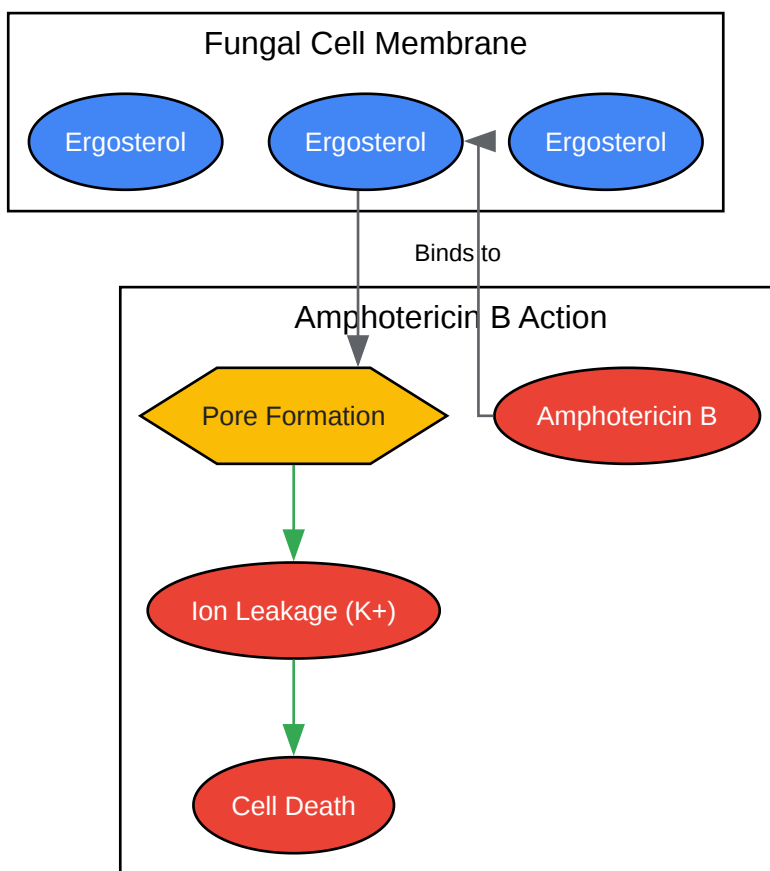 Fungal Cell Membrane
Ergosterol Ergosterol Ergosterol
Binds to
Amphotericin B Action
Pore Formation Amphotericin B
Ion Leakage (K+)
Cell Death